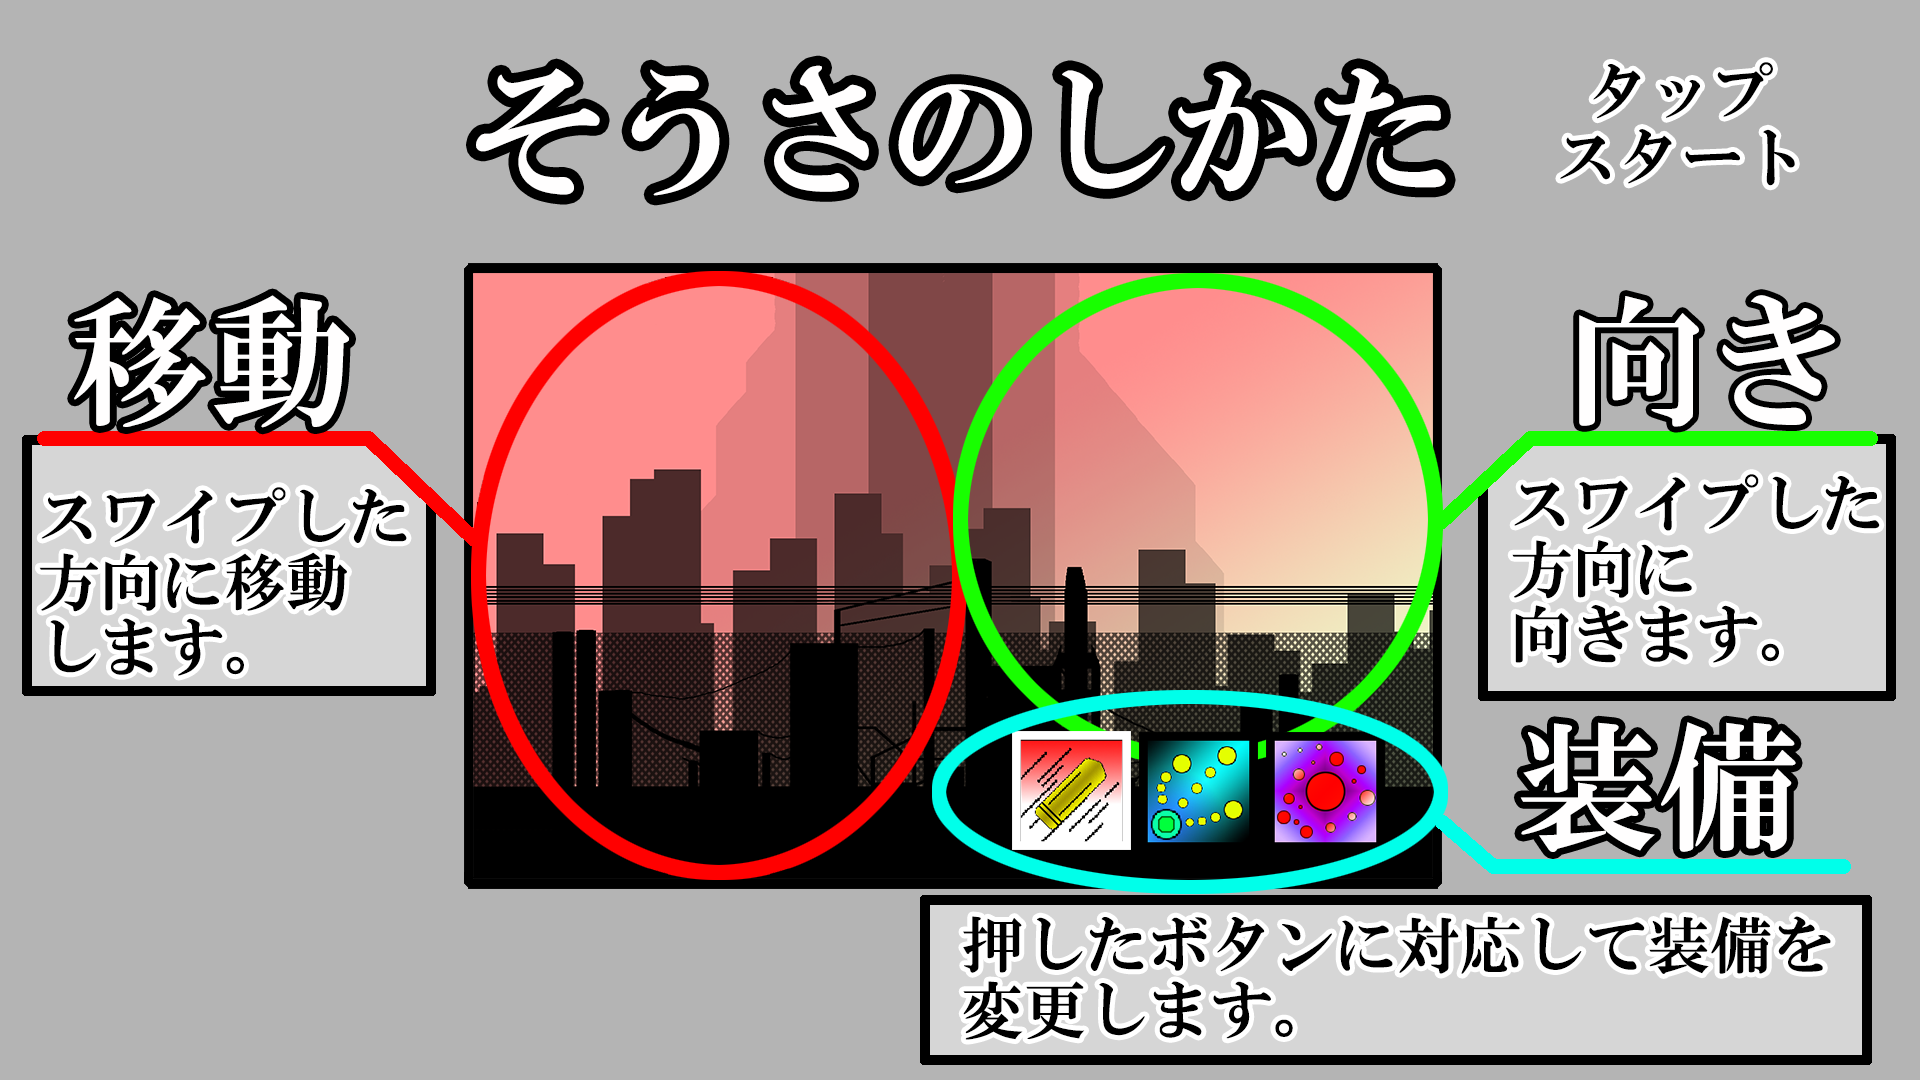 そうさのしかた
タップ
スタート
移動
スワイプした
方向に移動
します。
向き
スワイプした
方向に
向きます。
装備
押したボタンに対応して装備を
変更します。